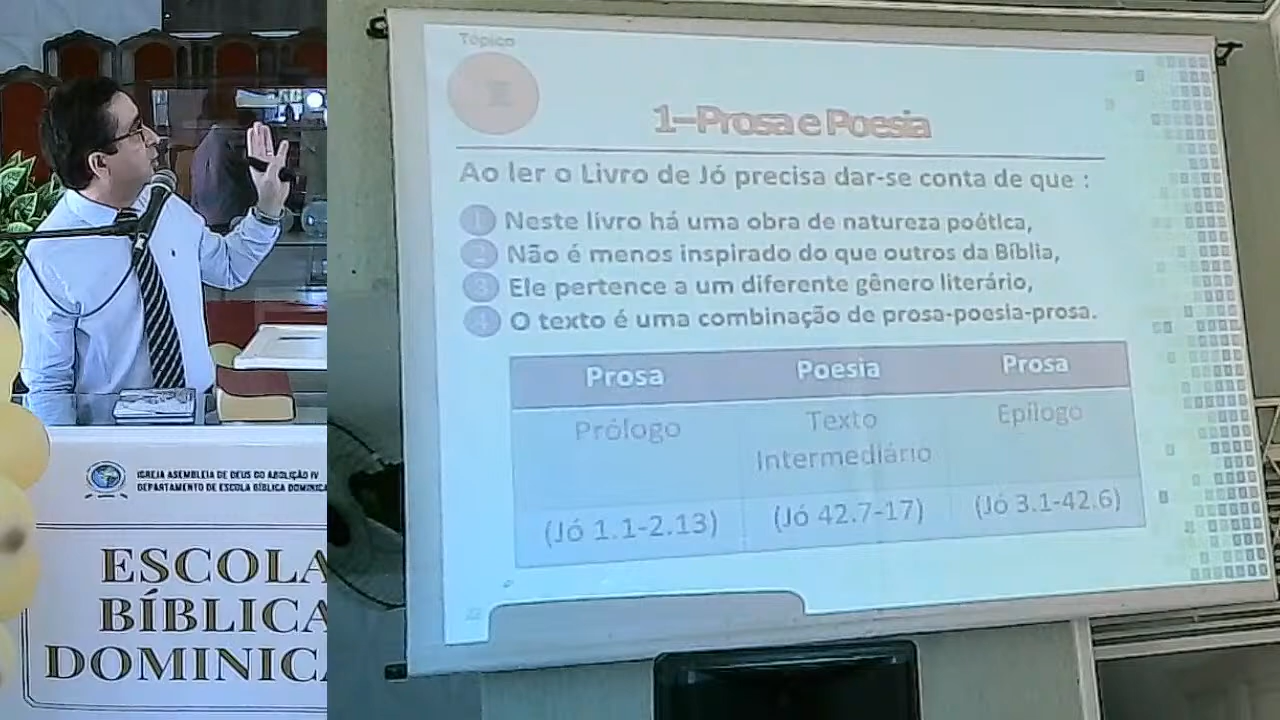 Tópico
1–Prosa e Poesia
Ao ler o Livro de Jó precisa dar-se conta de que :
1 Neste livro há uma obra de natureza poética,
2 Não é menos inspirado do que outros da Bíblia,
3 Ele pertence a um diferente gênero literário,
4 O texto é uma combinação de prosa-poesia-prosa.
Prosa Poesia Prosa
Prólogo Texto Intermediário Epílogo
(Jó 1.1-2.13) (Jó 42.7-17) (Jó 3.1-42.6)
IGREJA ASEMBLEIA DE DEUS DO ABOLIÇÃO IV
DEPARTAMENTO DE ESCOLA BÍBLICA DOMINICA
ESCOLA
BÍBLICA
DOMINICA